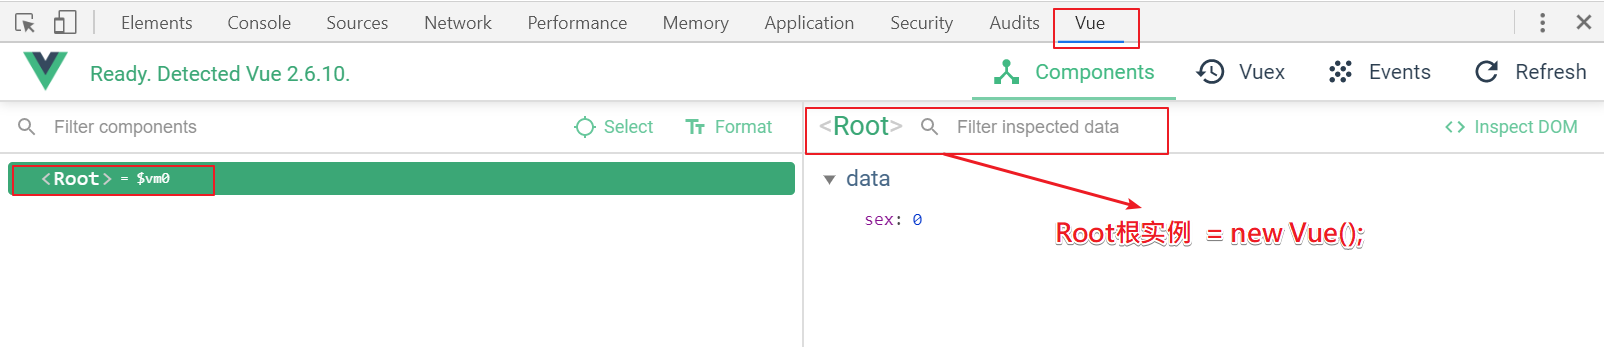 Elements Console Sources Network Performance Memory Application Security Audits Vue
Ready. Detected Vue 2.6.10.
Components Vuex Events Refresh
Filter components Select Format
<Root> Filter inspected data Inspect DOM
<Root> = $vm0
data
sex: 0
Root根实例 = new Vue();